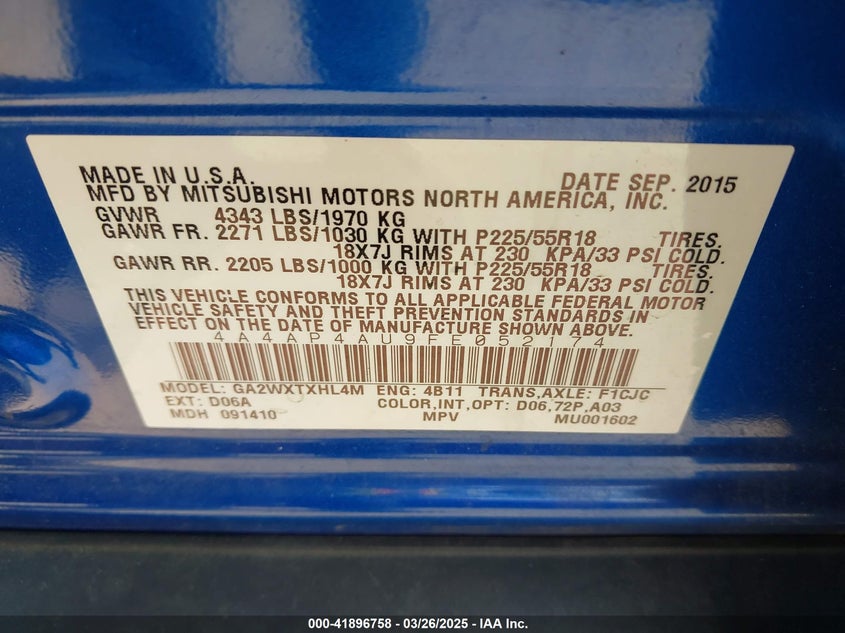 MADE IN U.S.A. DATE SEP. 2015
MFD BY MITSUBISHI MOTORS NORTH AMERICA, INC.
GVWR 4343 LBS/1970 KG
GAWR FR. 2271 LBS/1030 KG WITH P225/55R18 TIRES.
18X7J RIMS AT 230 KPA/33 PSI COLD.
GAWR RR. 2205 LBS/1000 KG WITH P225/55R18 TIRES.
18X7J RIMS AT 230 KPA/33 PSI COLD.
THIS VEHICLE CONFORMS TO ALL APPLICABLE FEDERAL MOTOR
VEHICLE SAFETY AND THEFT PREVENTION STANDARDS IN
EFFECT ON THE DATE OF MANUFACTURE SHOWN ABOVE.
4A4AP4AU9FE052174
MODEL: GA2WXTXHL4M ENG: 4B11 TRANS,AXLE: F1CJC
EXT: D06A COLOR,INT,OPT: D06,72P,A03
MDH 091410 MPV MU001602
000-41896758 - 03/26/2025 - IAA Inc.